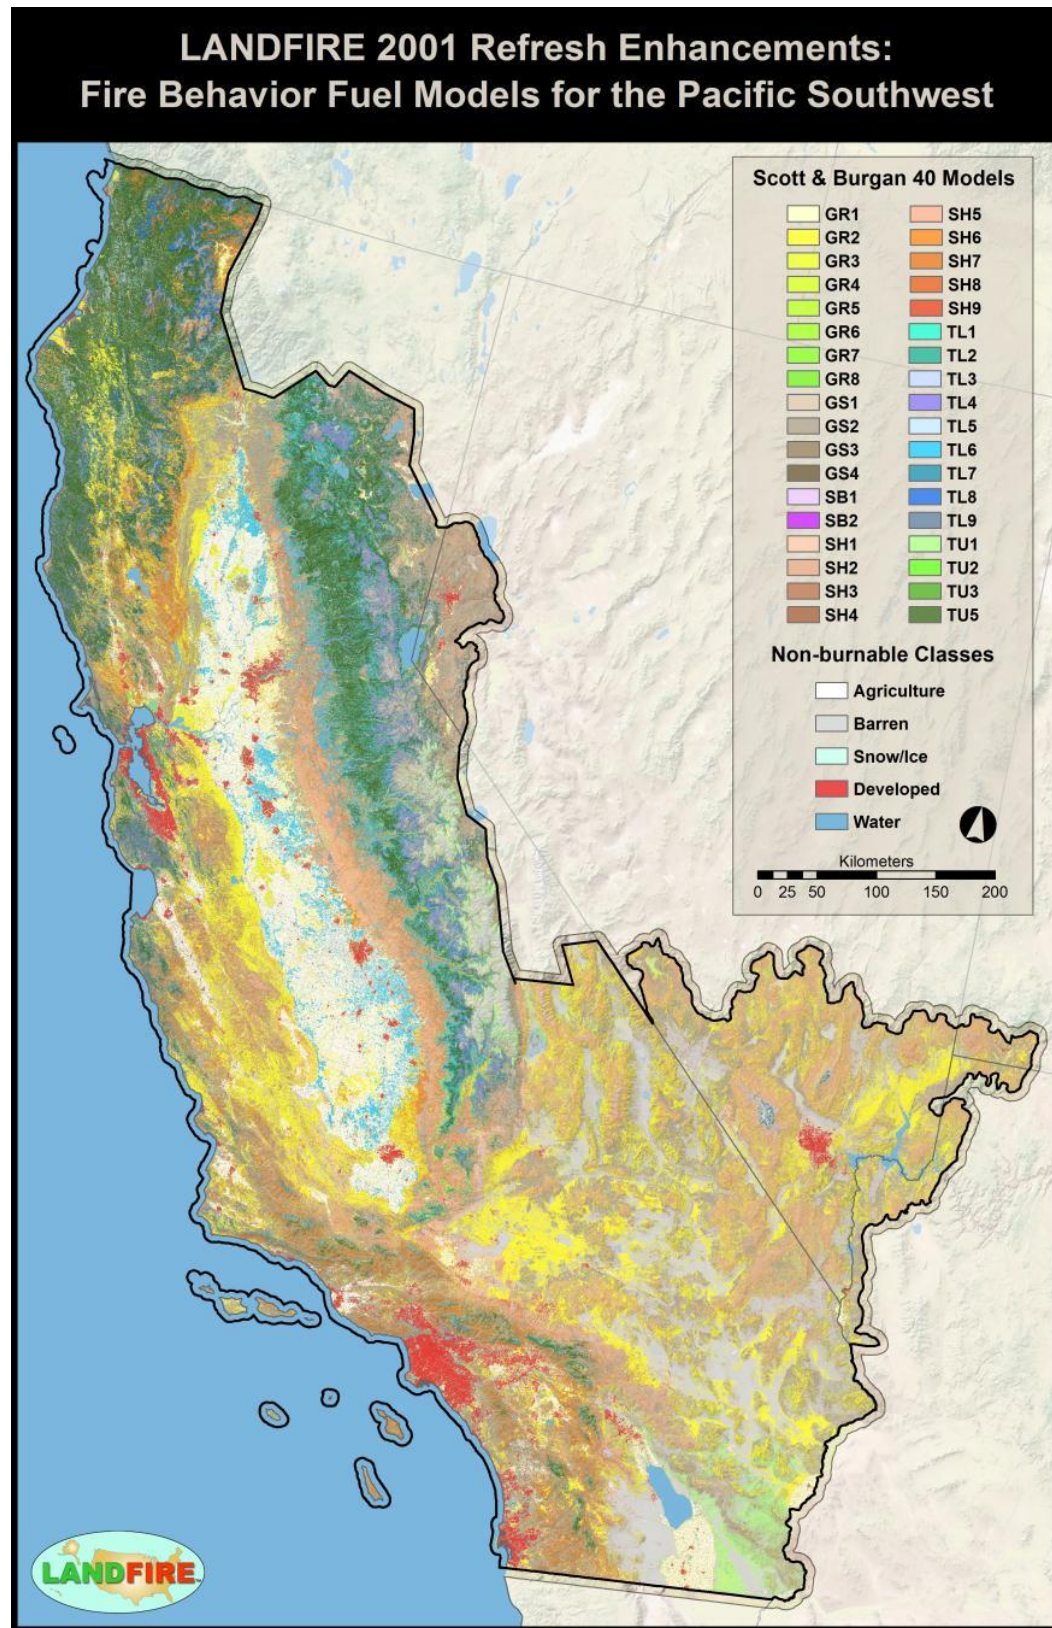 LANDFIRE 2001 Refresh Enhancements:
Fire Behavior Fuel Models for the Pacific Southwest
Scott & Burgan 40 Models
GR1
GR2
GR3
GR4
GR5
GR6
GR7
GR8
GS1
GS2
GS3
GS4
SB1
SB2
SH1
SH2
SH3
SH4
SH5
SH6
SH7
SH8
SH9
TL1
TL2
TL3
TL4
TL5
TL6
TL7
TL8
TL9
TU1
TU2
TU3
TU5
Non-burnable Classes
Agriculture
Barren
Snow/Ice
Developed
Water
Kilometers
0 25 50 100 150 200
LANDFIRE